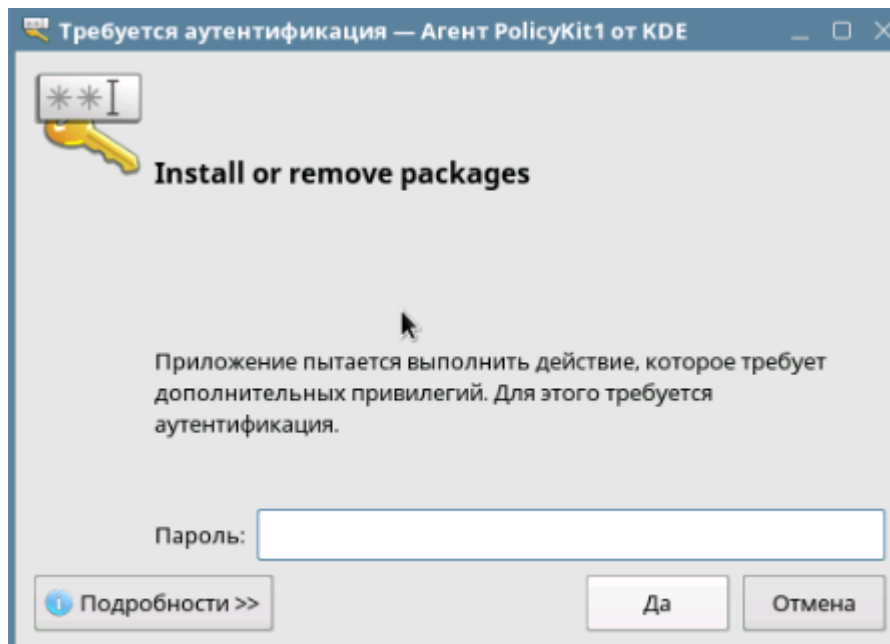 Требуется аутентификация — Агент PolicyKit1 от KDE
**
Install or remove packages
Приложение пытается выполнить действие, которое требует
дополнительных привилегий. Для этого требуется
аутентификация.
Пароль:
Подробности >>
Да
Отмена